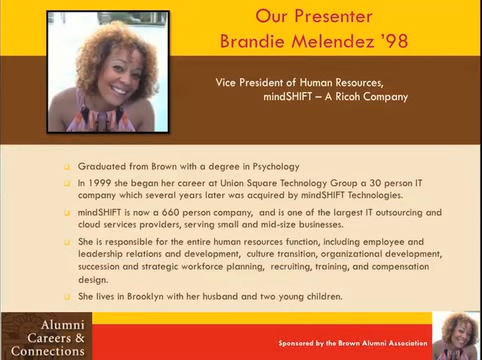 Our Presenter
Brandie Melendez ’98
Vice President of Human Resources,
mindSHIFT – A Ricoh Company
Graduated from Brown with a degree in Psychology
In 1999 she began her career at Union Square Technology Group a 30 person IT
company which several years later was acquired by mindSHIFT Technologies.
mindSHIFT is now a 660 person company, and is one of the largest IT outsourcing and
cloud services providers, serving small and mid-size businesses.
She is responsible for the entire human resources function, including employee and
leadership relations and development, culture transition, organizational development,
succession and strategic workforce planning, recruiting, training, and compensation
design.
She lives in Brooklyn with her husband and two young children.
Alumni
Careers &
Connections
Sponsored by the Brown Alumni Association